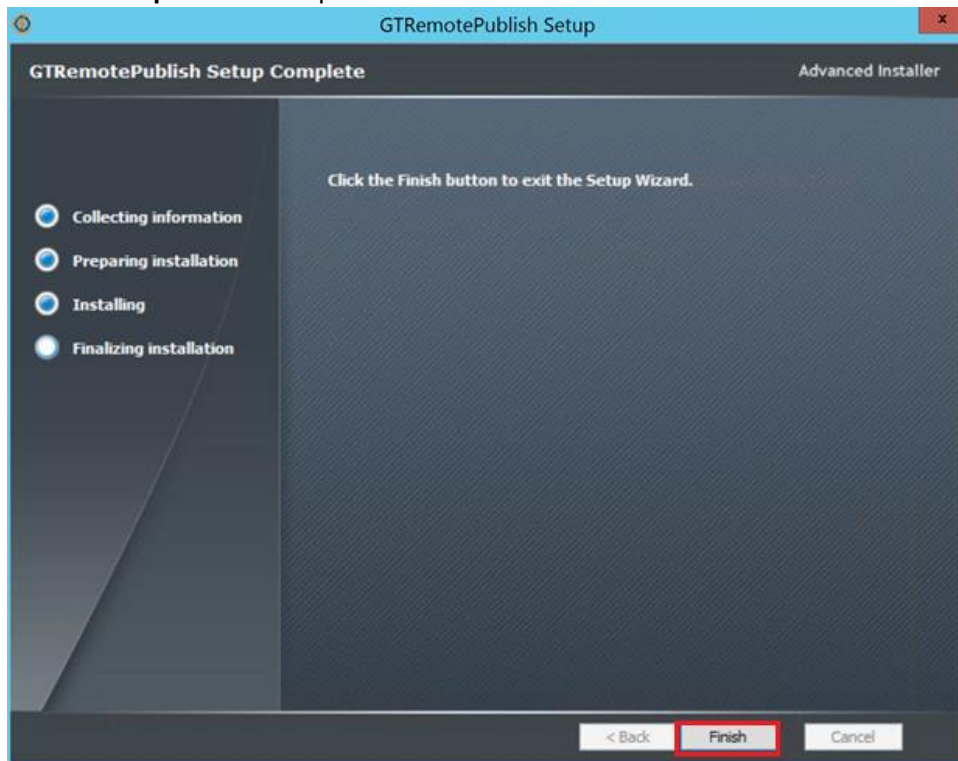 GTRemotePublish Setup
x
GTRemotePublish Setup Complete
Advanced Installer
Click the Finish button to exit the Setup Wizard.
Collecting information
Preparing installation
Installing
Finalizing installation
< Back
Finish
Cancel